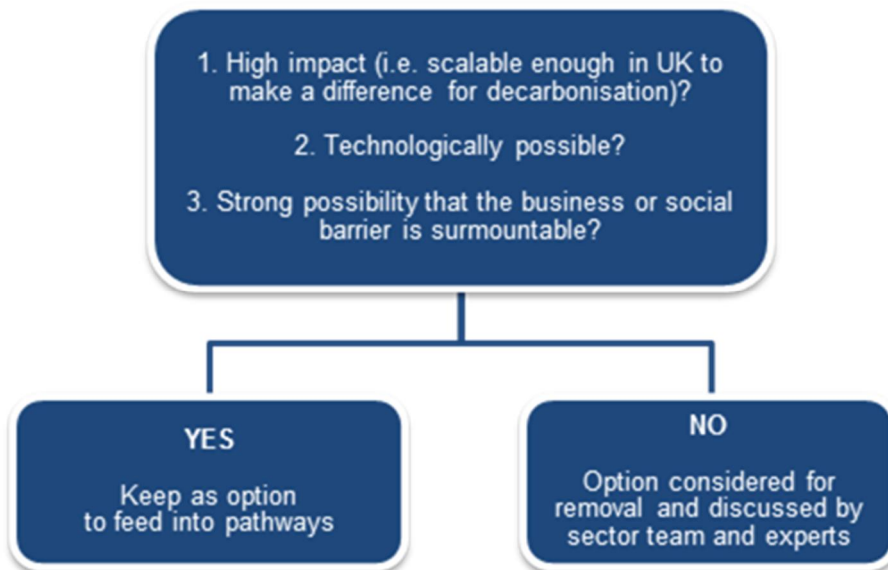 1. High impact (i.e. scalable enough in UK to
make a difference for decarbonisation)?
2. Technologically possible?
3. Strong possibility that the business or social
barrier is surmountable?
YES
Keep as option
to feed into pathways
NO
Option considered for
removal and discussed by
sector team and experts